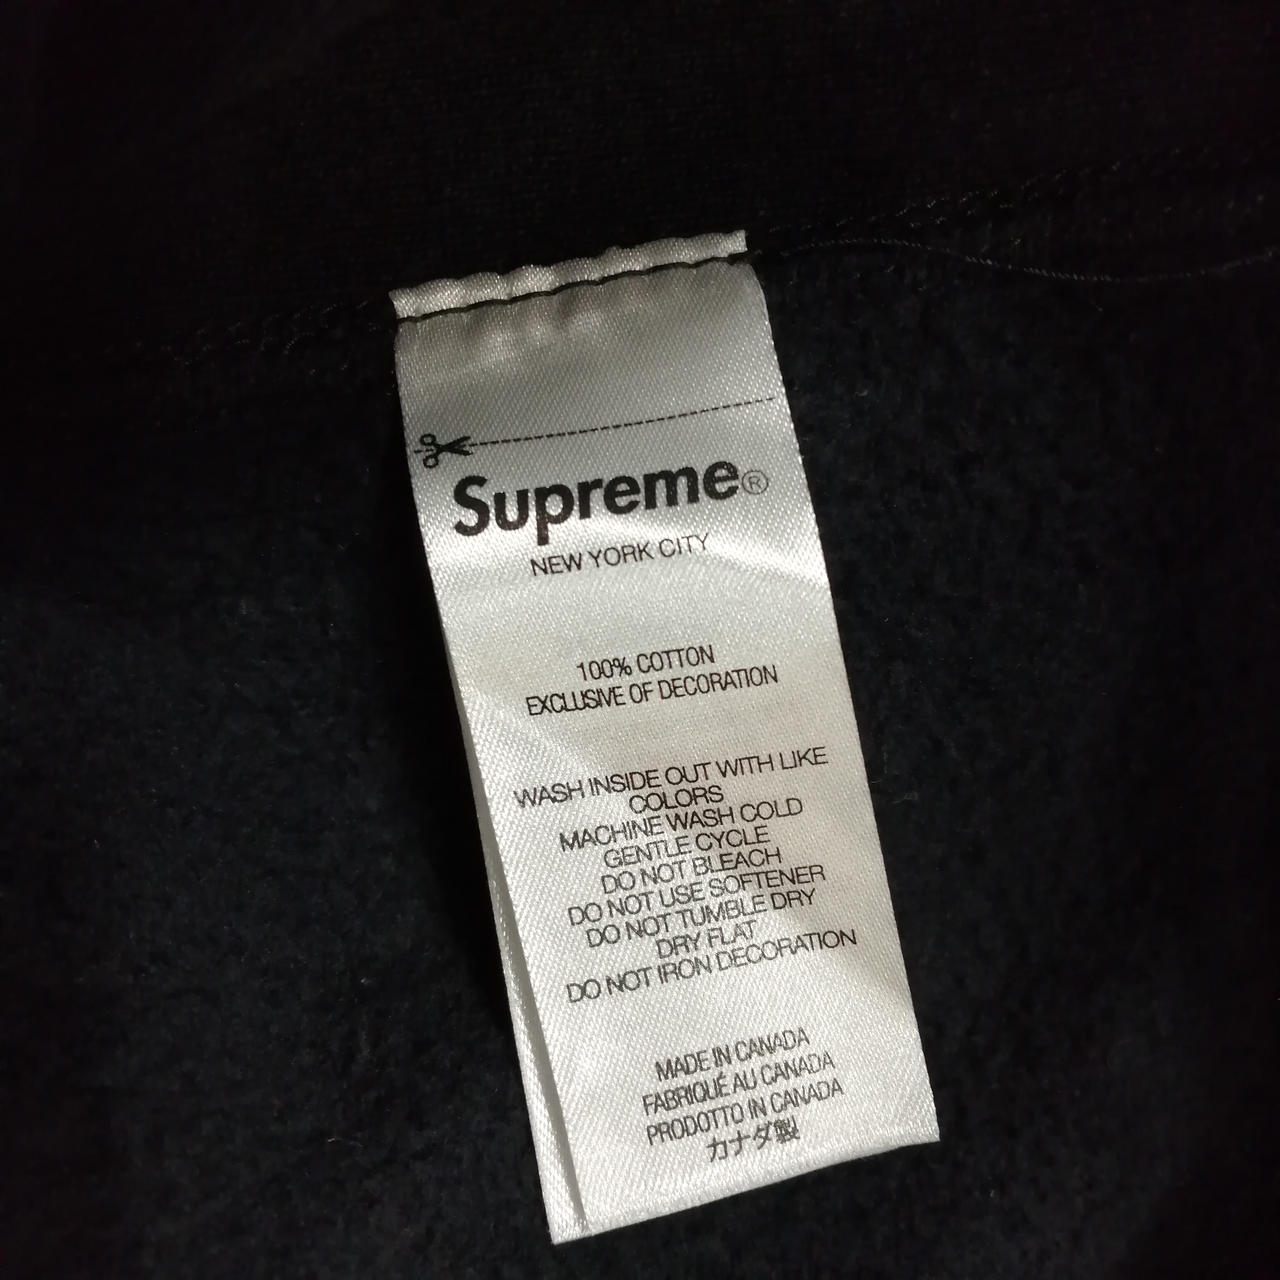 Supreme®
NEW YORK CITY
100% COTTON
EXCLUSIVE OF DECORATION
WASH INSIDE OUT WITH LIKE
COLORS
MACHINE WASH COLD
GENTLE CYCLE
DO NOT BLEACH
DO NOT USE SOFTENER
DO NOT TUMBLE DRY
DRY FLAT
DO NOT IRON DECORATION
MADE IN CANADA
FABRIQUÉ AU CANADA
PRODOTTO IN CANADA
カナダ製